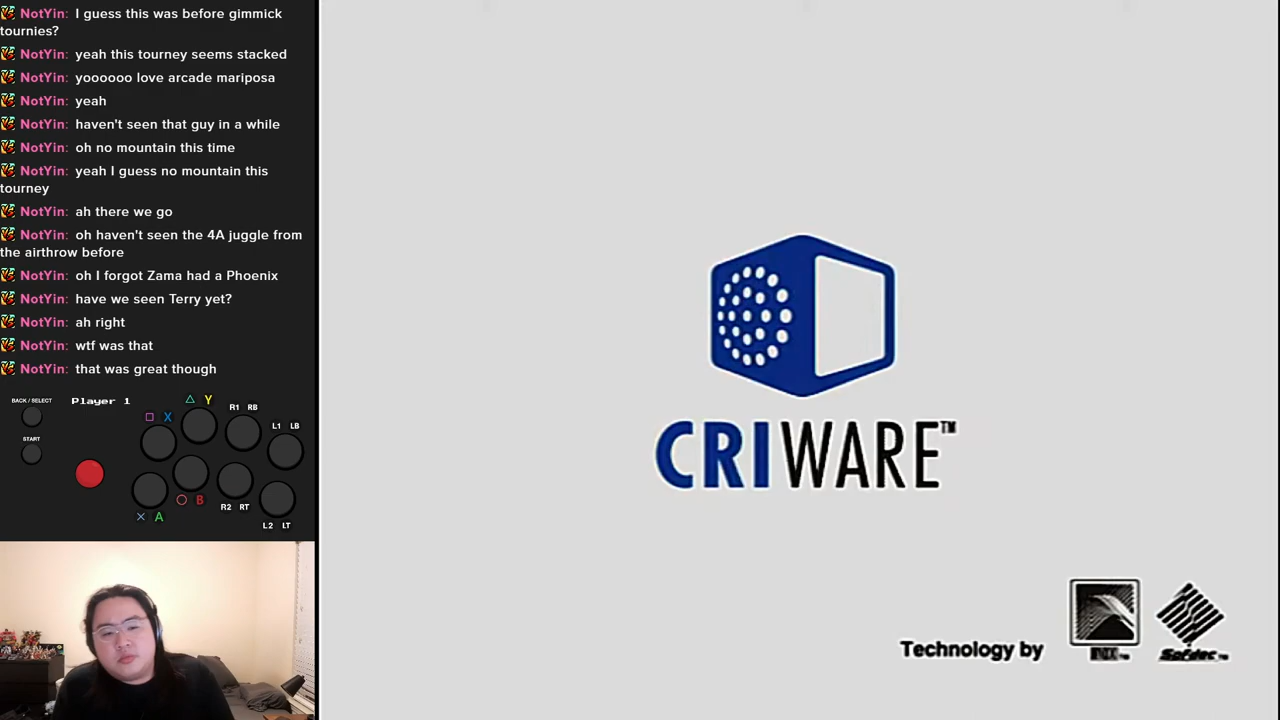 NotYin: I guess this was before gimmick
tournies?
NotYin: yeah this tourney seems stacked
NotYin: yoooooo love arcade mariposa
NotYin: yeah
NotYin: haven't seen that guy in a while
NotYin: oh no mountain this time
NotYin: yeah I guess no mountain this
tourney
NotYin: ah there we go
NotYin: oh haven't seen the 4A juggle from
the airthrow before
NotYin: oh I forgot Zama had a Phoenix
NotYin: have we seen Terry yet?
NotYin: ah right
NotYin: wtf was that
NotYin: that was great though
BACK / SELECT
Player 1
START
X
Y
R1 RB
L1 LB
A
B
R2 RT
L2 LT
CRIWARE™
Technology by
Sofdec™